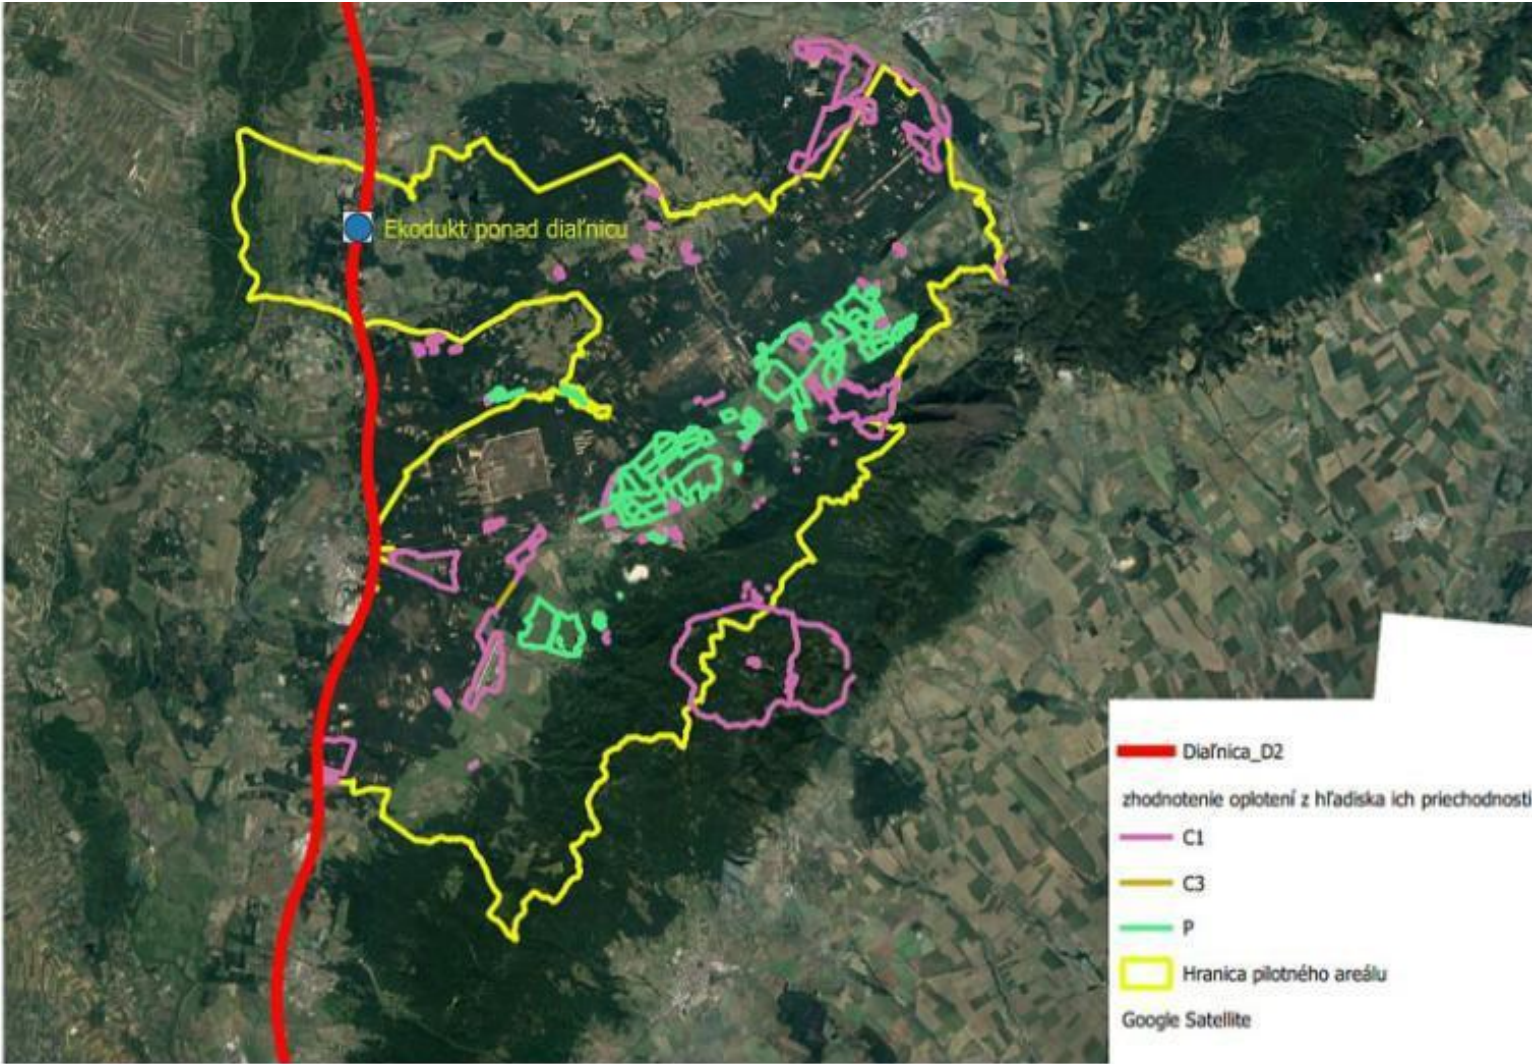 Ekodukt ponad diaľnicu
Diaľnica_D2
zhodnotenie oplotení z hľadiska ich priechodnosti
C1
C3
P
Hranica pilotného areálu
Google Satellite